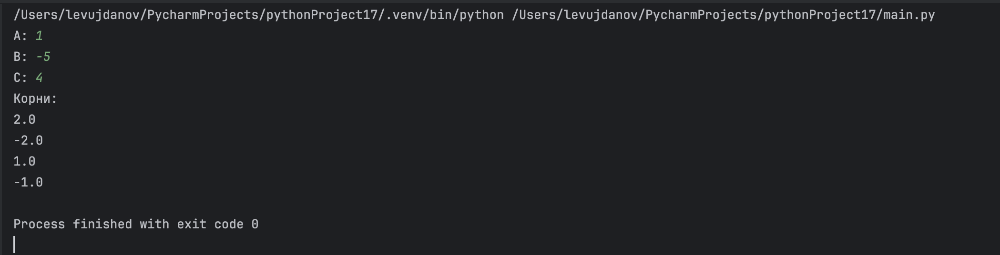 /Users/levujdanov/PycharmProjects/pythonProject17/.venv/bin/python /Users/levujdanov/PycharmProjects/pythonProject17/main.py
A: 1
B: -5
C: 4
Корни:
2.0
-2.0
1.0
-1.0
Process finished with exit code 0